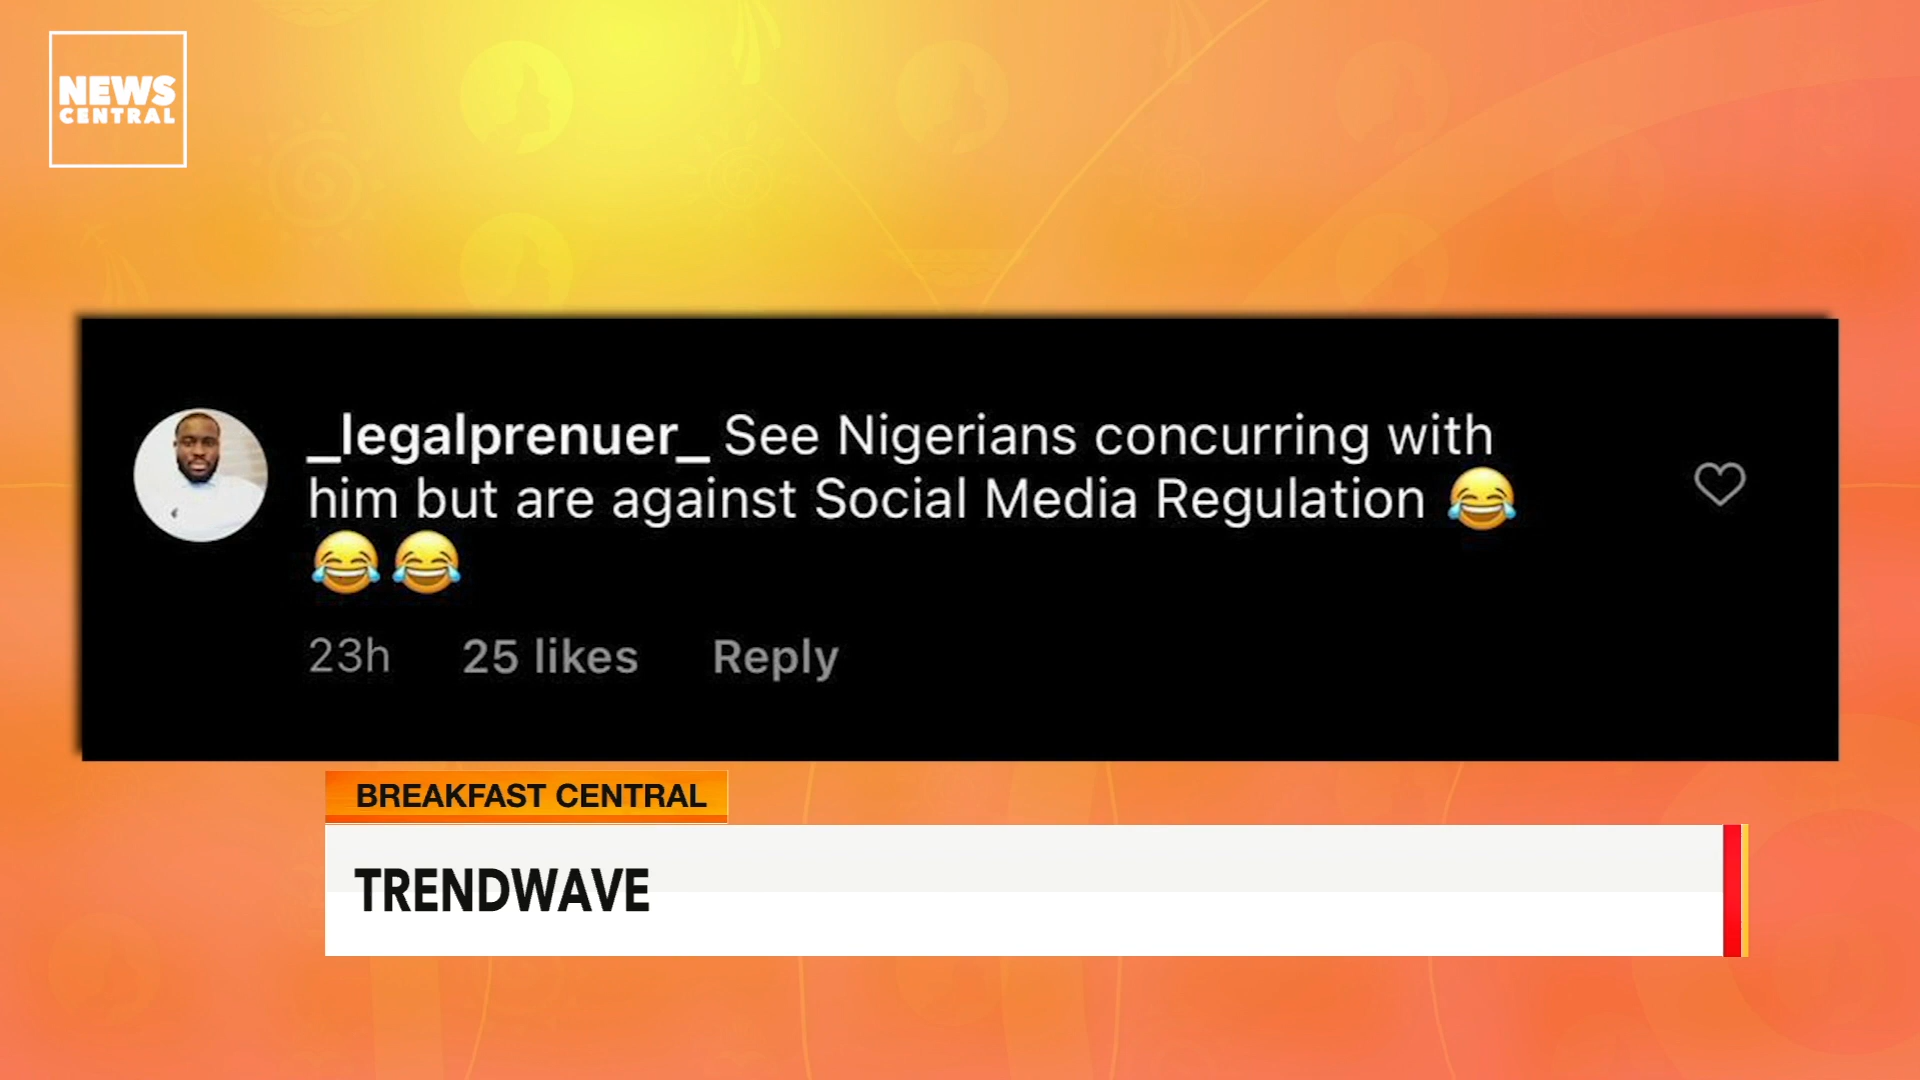 NEWS
CENTRAL
_legalprenuer_ See Nigerians concurring with
him but are against Social Media Regulation 😂
😂😂
23h 25 likes Reply
BREAKFAST CENTRAL
TRENDWAVE